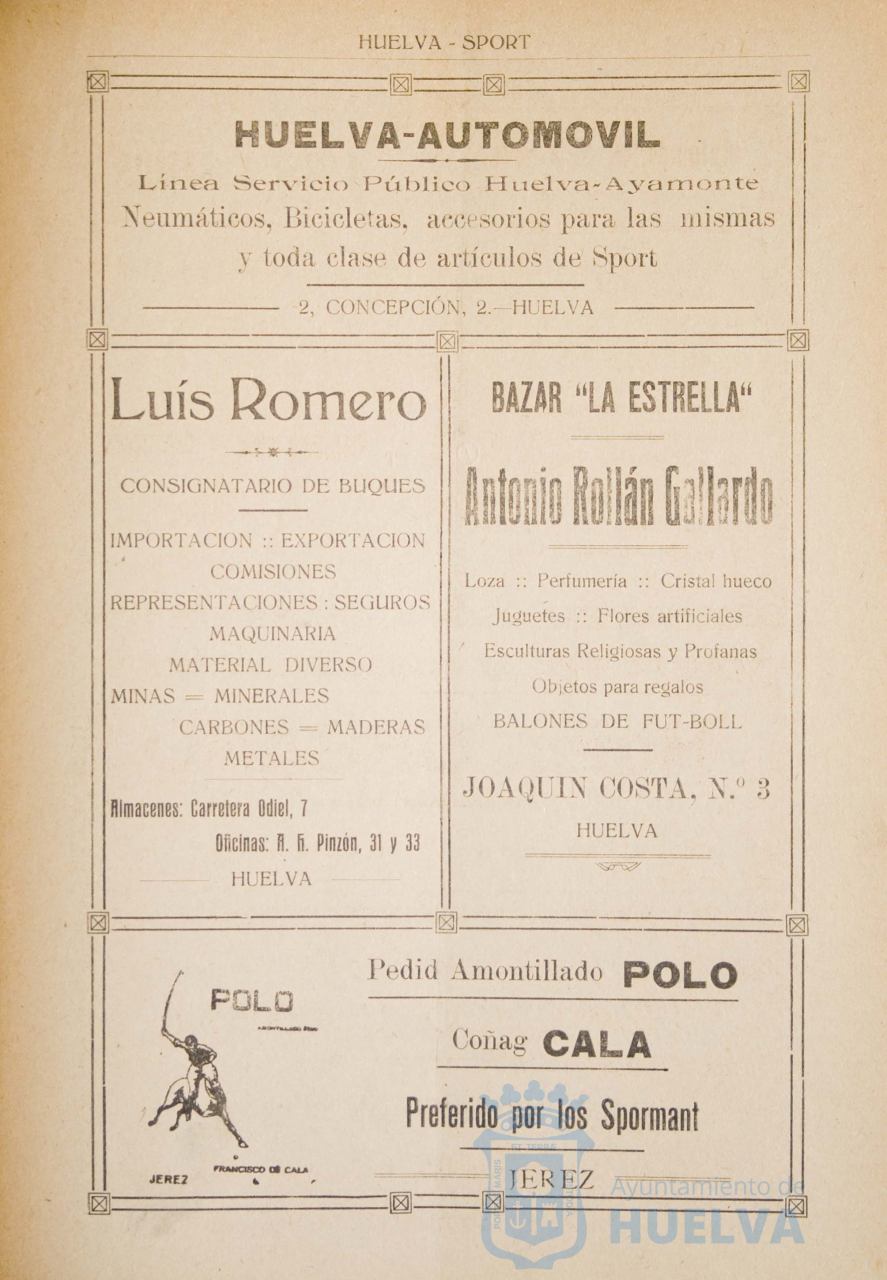 HUELVA - SPORT
HUELVA-AUTOMOVIL
Línea Servicio Público Huelva-Ayamonte
Neumáticos, Bicicletas, accesorios para las mismas
y toda clase de artículos de Sport
2, CONCEPCIÓN, 2.—HUELVA
Luís Romero
CONSIGNATARIO DE BUQUES
IMPORTACION :: EXPORTACION
COMISIONES
REPRESENTACIONES : SEGUROS
MAQUINARIA
MATERIAL DIVERSO
MINAS = MINERALES
CARBONES = MADERAS
METALES
Almacenes: Carretera Odiel, 7
Oficinas: A. H. Pinzón, 31 y 33
HUELVA
BAZAR "LA ESTRELLA"
Antonio Rollán Gallardo
Loza :: Perfumería :: Cristal hueco
Juguetes :: Flores artificiales
Esculturas Religiosas y Profanas
Objetos para regalos
BALONES DE FUT-BOLL
JOAQUIN COSTA, N.º 3
HUELVA
POLO
AMONTILLADO FINO
JEREZ
FRANCISCO DE CALA
Pedid Amontillado POLO
Coñag CALA
Preferido por los Spormant
JEREZ
Ayuntamiento de
HUELVA